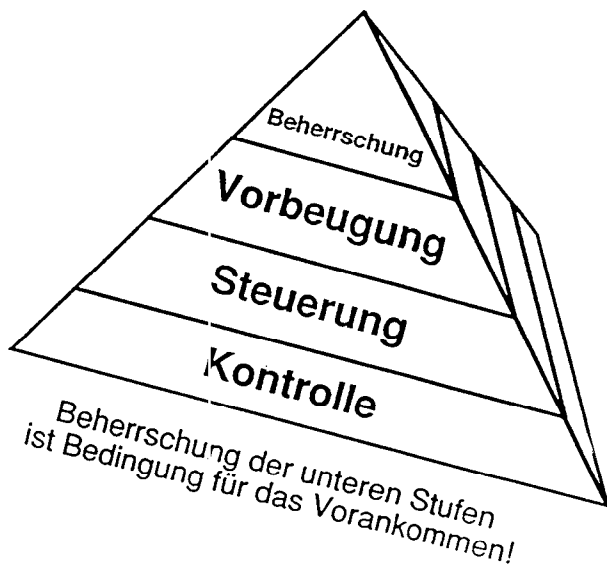 Beherrschung
Vorbeugung
Steuerung
Kontrolle
Beherrschung der unteren Stufen
ist Bedingung für das Vorankommen!